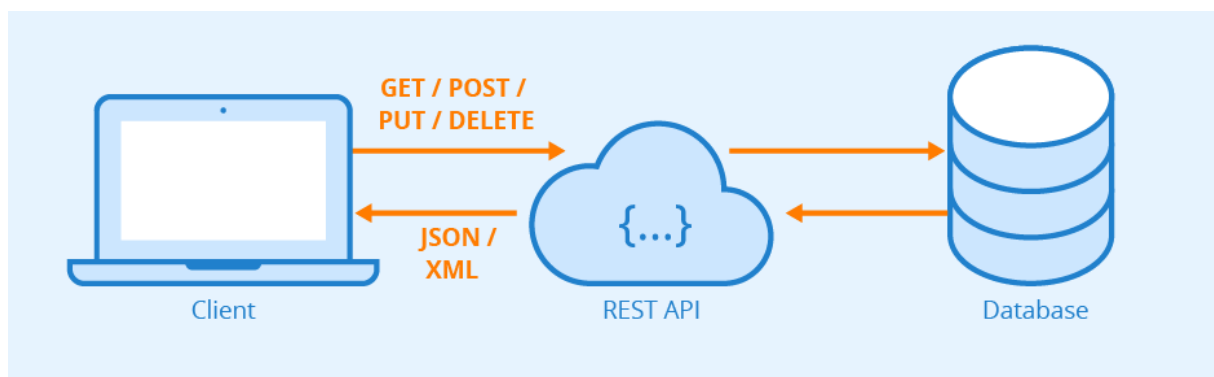 GET / POST /
PUT / DELETE
{...}
JSON /
XML
Client
REST API
Database